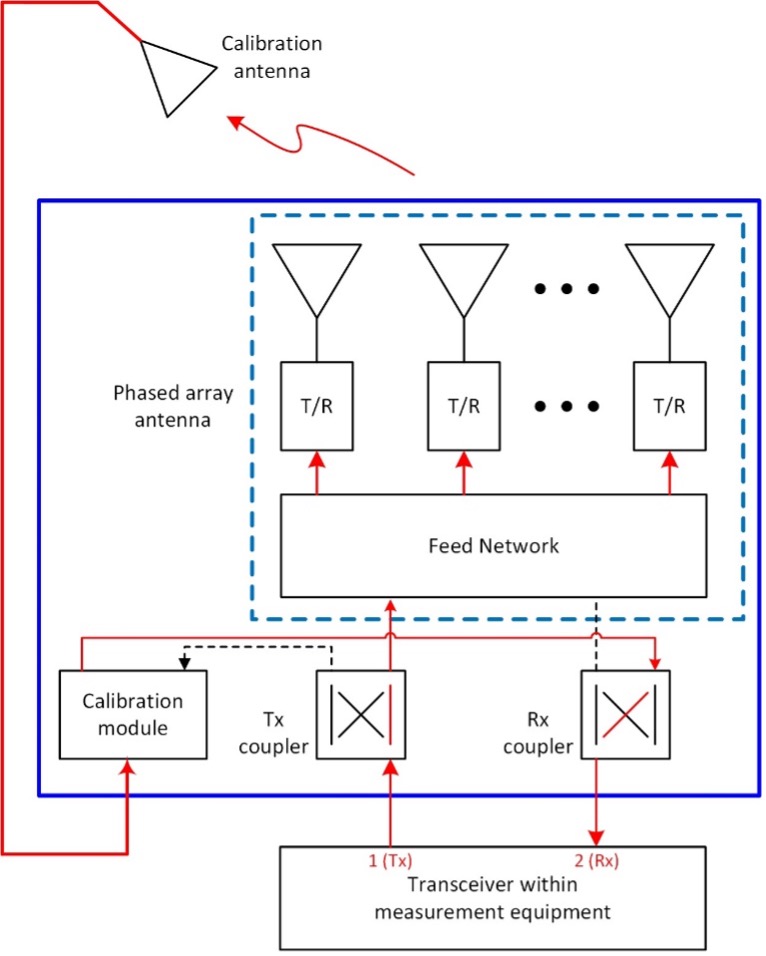 Calibration
antenna
Phased array
antenna
T/R
T/R
T/R
Feed Network
Calibration
module
Tx
coupler
Rx
coupler
1 (Tx)
2 (Rx)
Transceiver within
measurement equipment